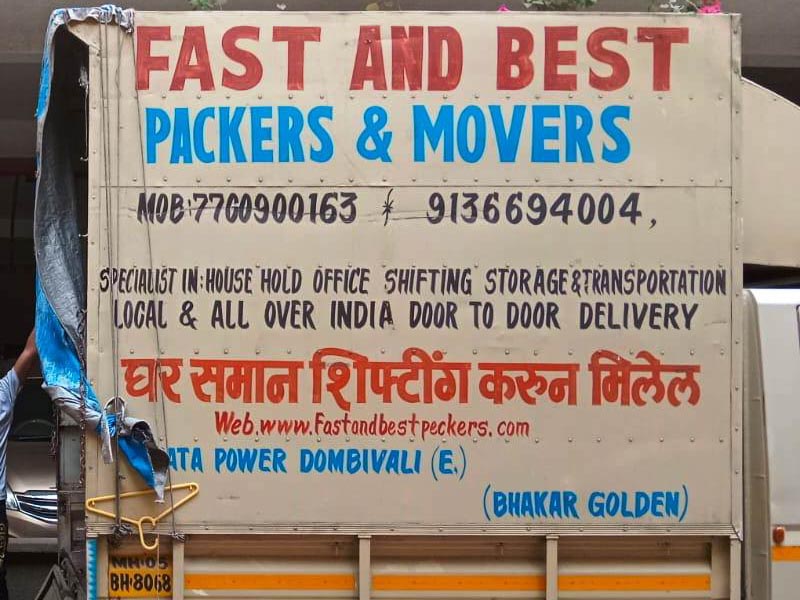 FAST AND BEST
PACKERS & MOVERS
MOB:7700900163 * 9136694004,
SPECIALIST IN:HOUSE HOLD OFFICE SHIFTING STORAGE&TRANSPORTATION
LOCAL & ALL OVER INDIA DOOR TO DOOR DELIVERY
घर समान शिफ्टींग करुन मिलेल
Web.www.Fastandbestpeckers.com
ATA POWER DOMBIVALI (E.)
(BHAKAR GOLDEN)
MH·05
BH·8068